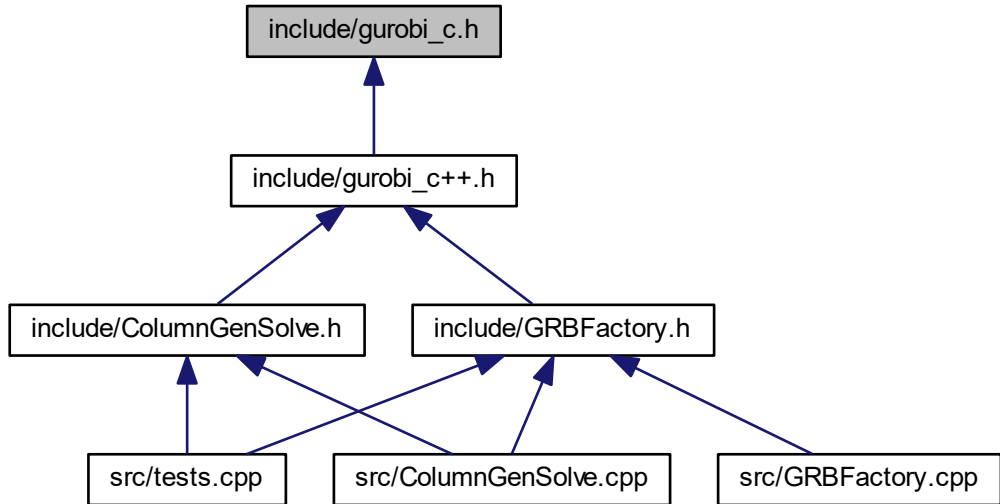 include/gurobi_c.h
include/gurobi_c++.h
include/ColumnGenSolve.h
include/GRBFactory.h
src/tests.cpp
src/ColumnGenSolve.cpp
src/GRBFactory.cpp